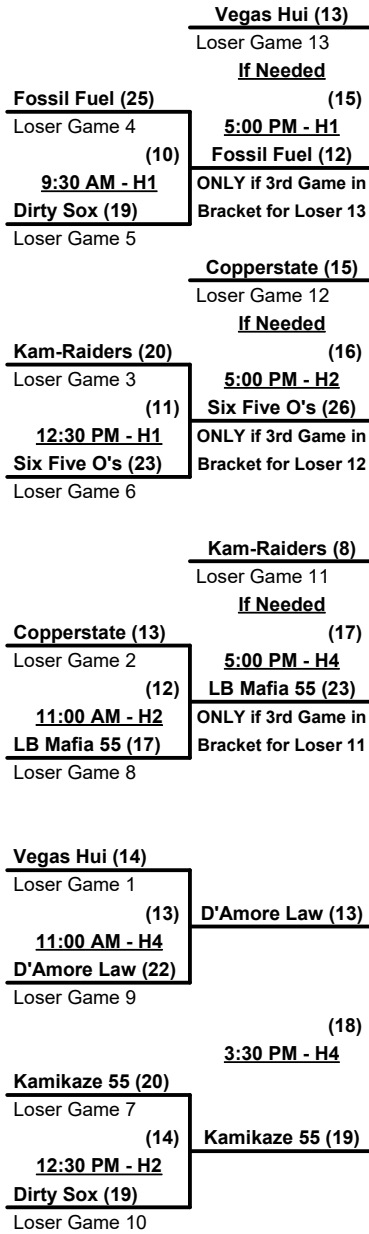 Vegas Hui (13)
Loser Game 13
If Needed
Fossil Fuel (25)
(15)
Loser Game 4
5:00 PM - H1
(10)
Fossil Fuel (12)
9:30 AM - H1
ONLY if 3rd Game in
Dirty Sox (19)
Bracket for Loser 13
Loser Game 5
Copperstate (15)
Loser Game 12
If Needed
Kam-Raiders (20)
(16)
Loser Game 3
5:00 PM - H2
(11)
Six Five O's (26)
12:30 PM - H1
ONLY if 3rd Game in
Six Five O's (23)
Bracket for Loser 12
Loser Game 6
Kam-Raiders (8)
Loser Game 11
If Needed
Copperstate (13)
(17)
Loser Game 2
5:00 PM - H4
(12)
LB Mafia 55 (23)
11:00 AM - H2
ONLY if 3rd Game in
LB Mafia 55 (17)
Bracket for Loser 11
Loser Game 8
Vegas Hui (14)
Loser Game 1
(13)
D'Amore Law (13)
11:00 AM - H4
D'Amore Law (22)
Loser Game 9
(18)
3:30 PM - H4
Kamikaze 55 (20)
Loser Game 7
(14)
Kamikaze 55 (19)
12:30 PM - H2
Dirty Sox (19)
Loser Game 10